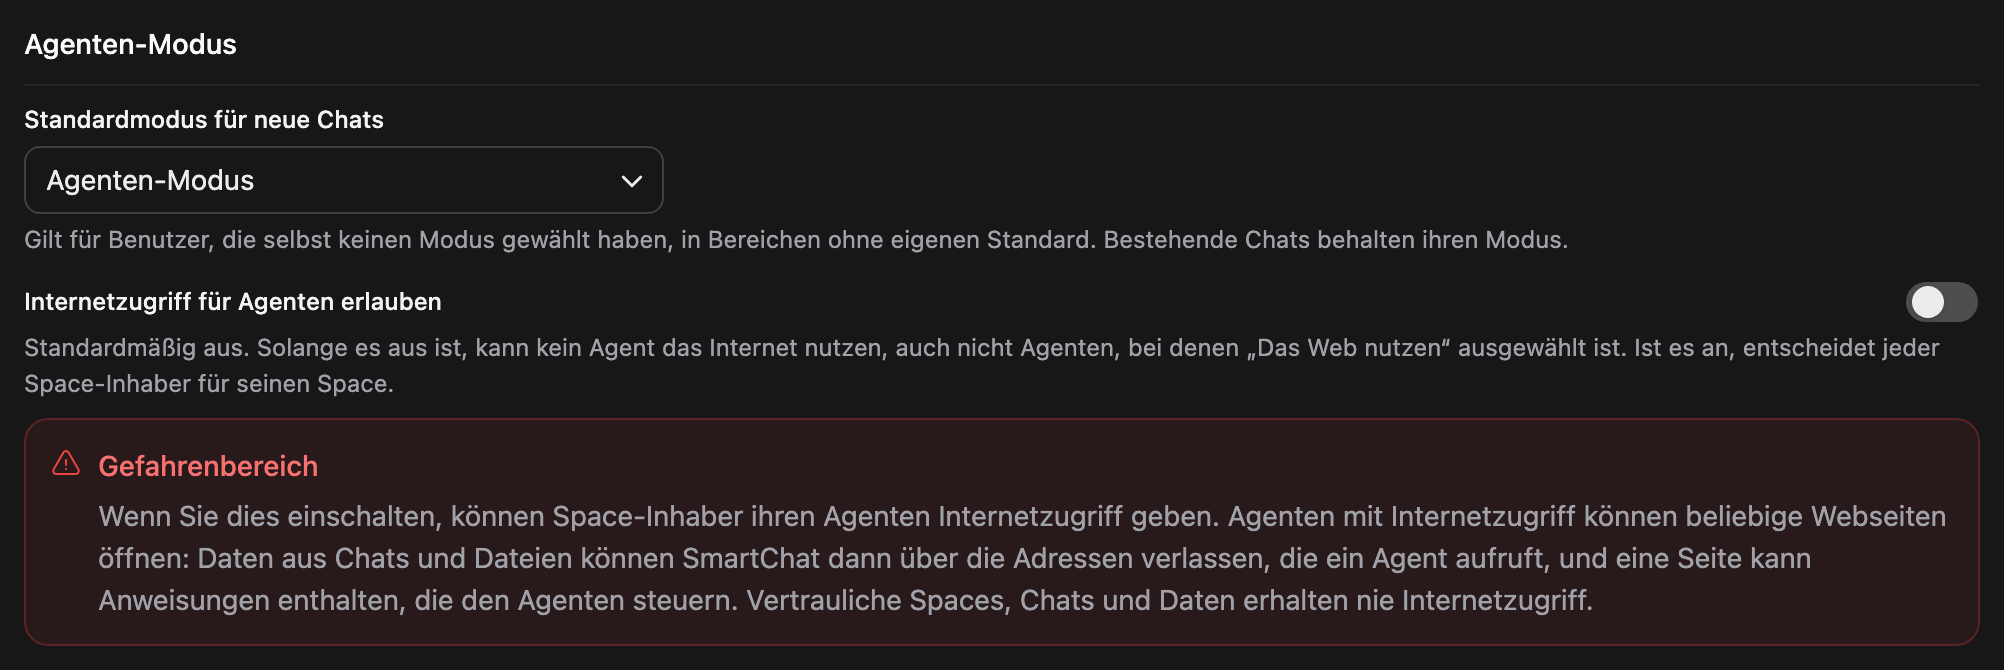 Agenten-Modus
Standardmodus für neue Chats
Agenten-Modus
Gilt für Benutzer, die selbst keinen Modus gewählt haben, in Bereichen ohne eigenen Standard. Bestehende Chats behalten ihren Modus.
Internetzugriff für Agenten erlauben
Standardmäßig aus. Solange es aus ist, kann kein Agent das Internet nutzen, auch nicht Agenten, bei denen „Das Web nutzen“ ausgewählt ist. Ist es an, entscheidet jeder
Space-Inhaber für seinen Space.
Gefahrenbereich
Wenn Sie dies einschalten, können Space-Inhaber ihren Agenten Internetzugriff geben. Agenten mit Internetzugriff können beliebige Webseiten
öffnen: Daten aus Chats und Dateien können SmartChat dann über die Adressen verlassen, die ein Agent aufruft, und eine Seite kann
Anweisungen enthalten, die den Agenten steuern. Vertrauliche Spaces, Chats und Daten erhalten nie Internetzugriff.